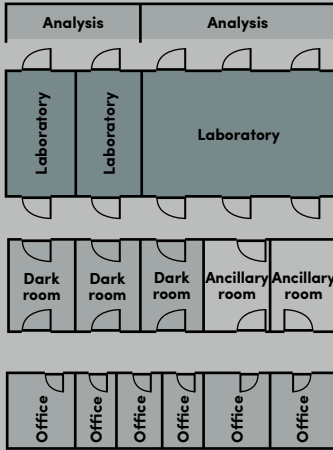 Analysis
Analysis
Laboratory
Laboratory
Laboratory
Dark
room
Dark
room
Dark
room
Ancillary
room
Ancillary
room
Office
Office
Office
Office
Office
Office